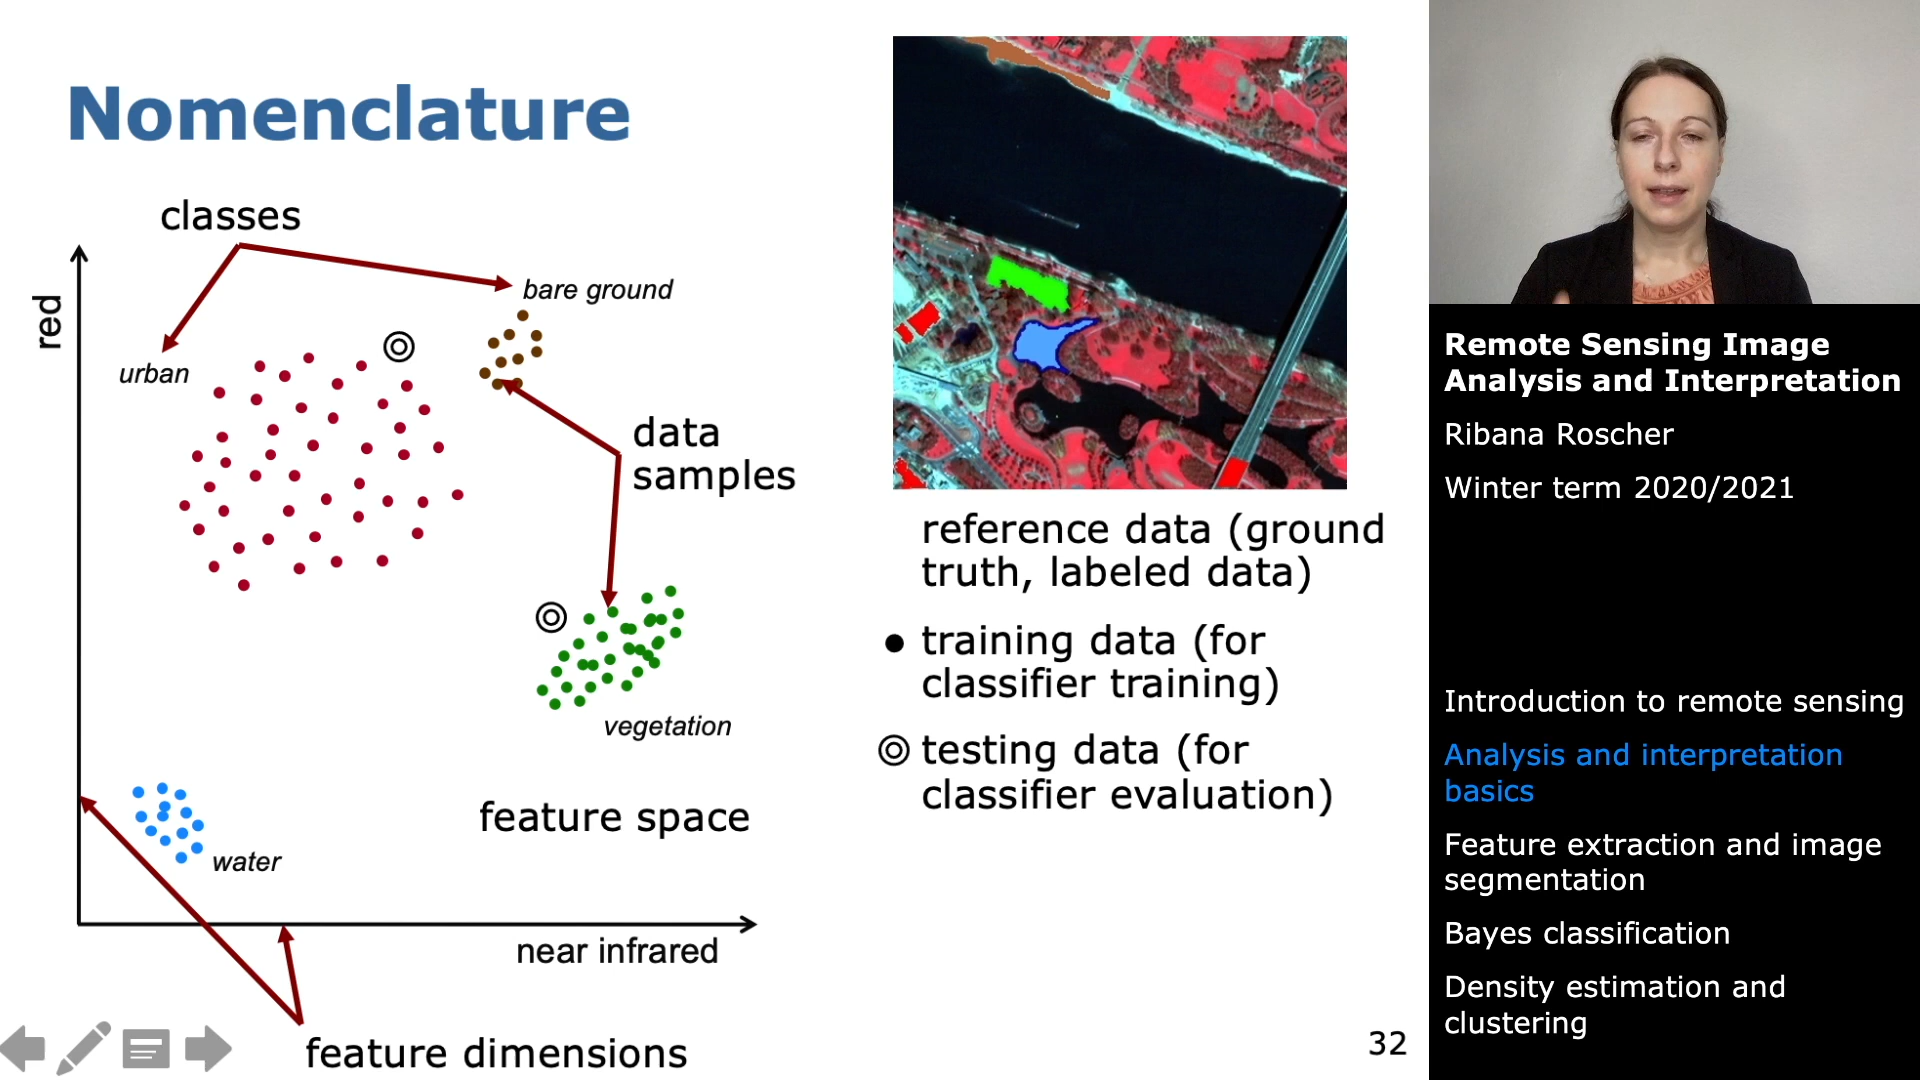 Nomenclature
classes
red
bare ground
urban
data
samples
vegetation
feature space
water
near infrared
feature dimensions
reference data (ground
truth, labeled data)
training data (for
classifier training)
testing data (for
classifier evaluation)
32
Remote Sensing Image
Analysis and Interpretation
Ribana Roscher
Winter term 2020/2021
Introduction to remote sensing
Analysis and interpretation
basics
Feature extraction and image
segmentation
Bayes classification
Density estimation and
clustering